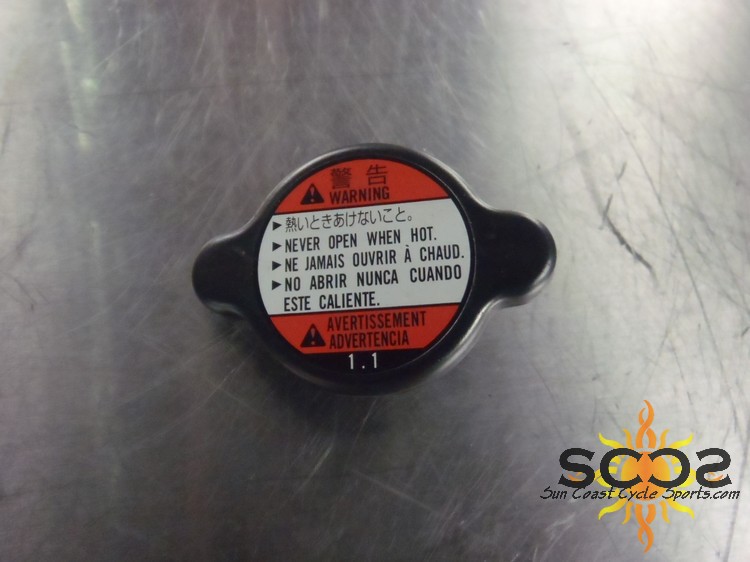 警告
WARNING
▶熱いときあけないこと。
▶NEVER OPEN WHEN HOT.
▶NE JAMAIS OUVRIR À CHAUD.
▶NO ABRIR NUNCA CUANDO
ESTE CALIENTE.
AVERTISSEMENT
ADVERTENCIA
1.1
SCCS
Sun Coast Cycle Sports.com